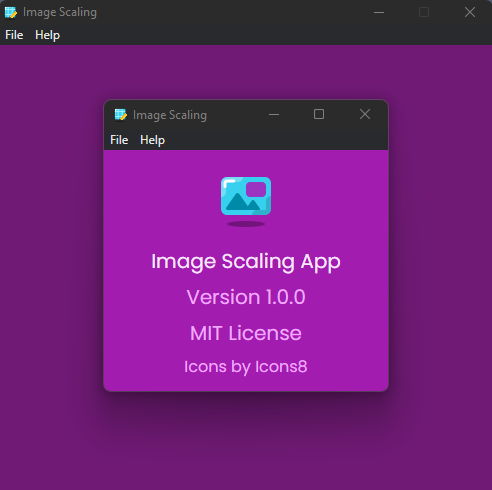 Image Scaling
File Help
Image Scaling
File Help
Image Scaling App
Version 1.0.0
MIT License
Icons by Icons8